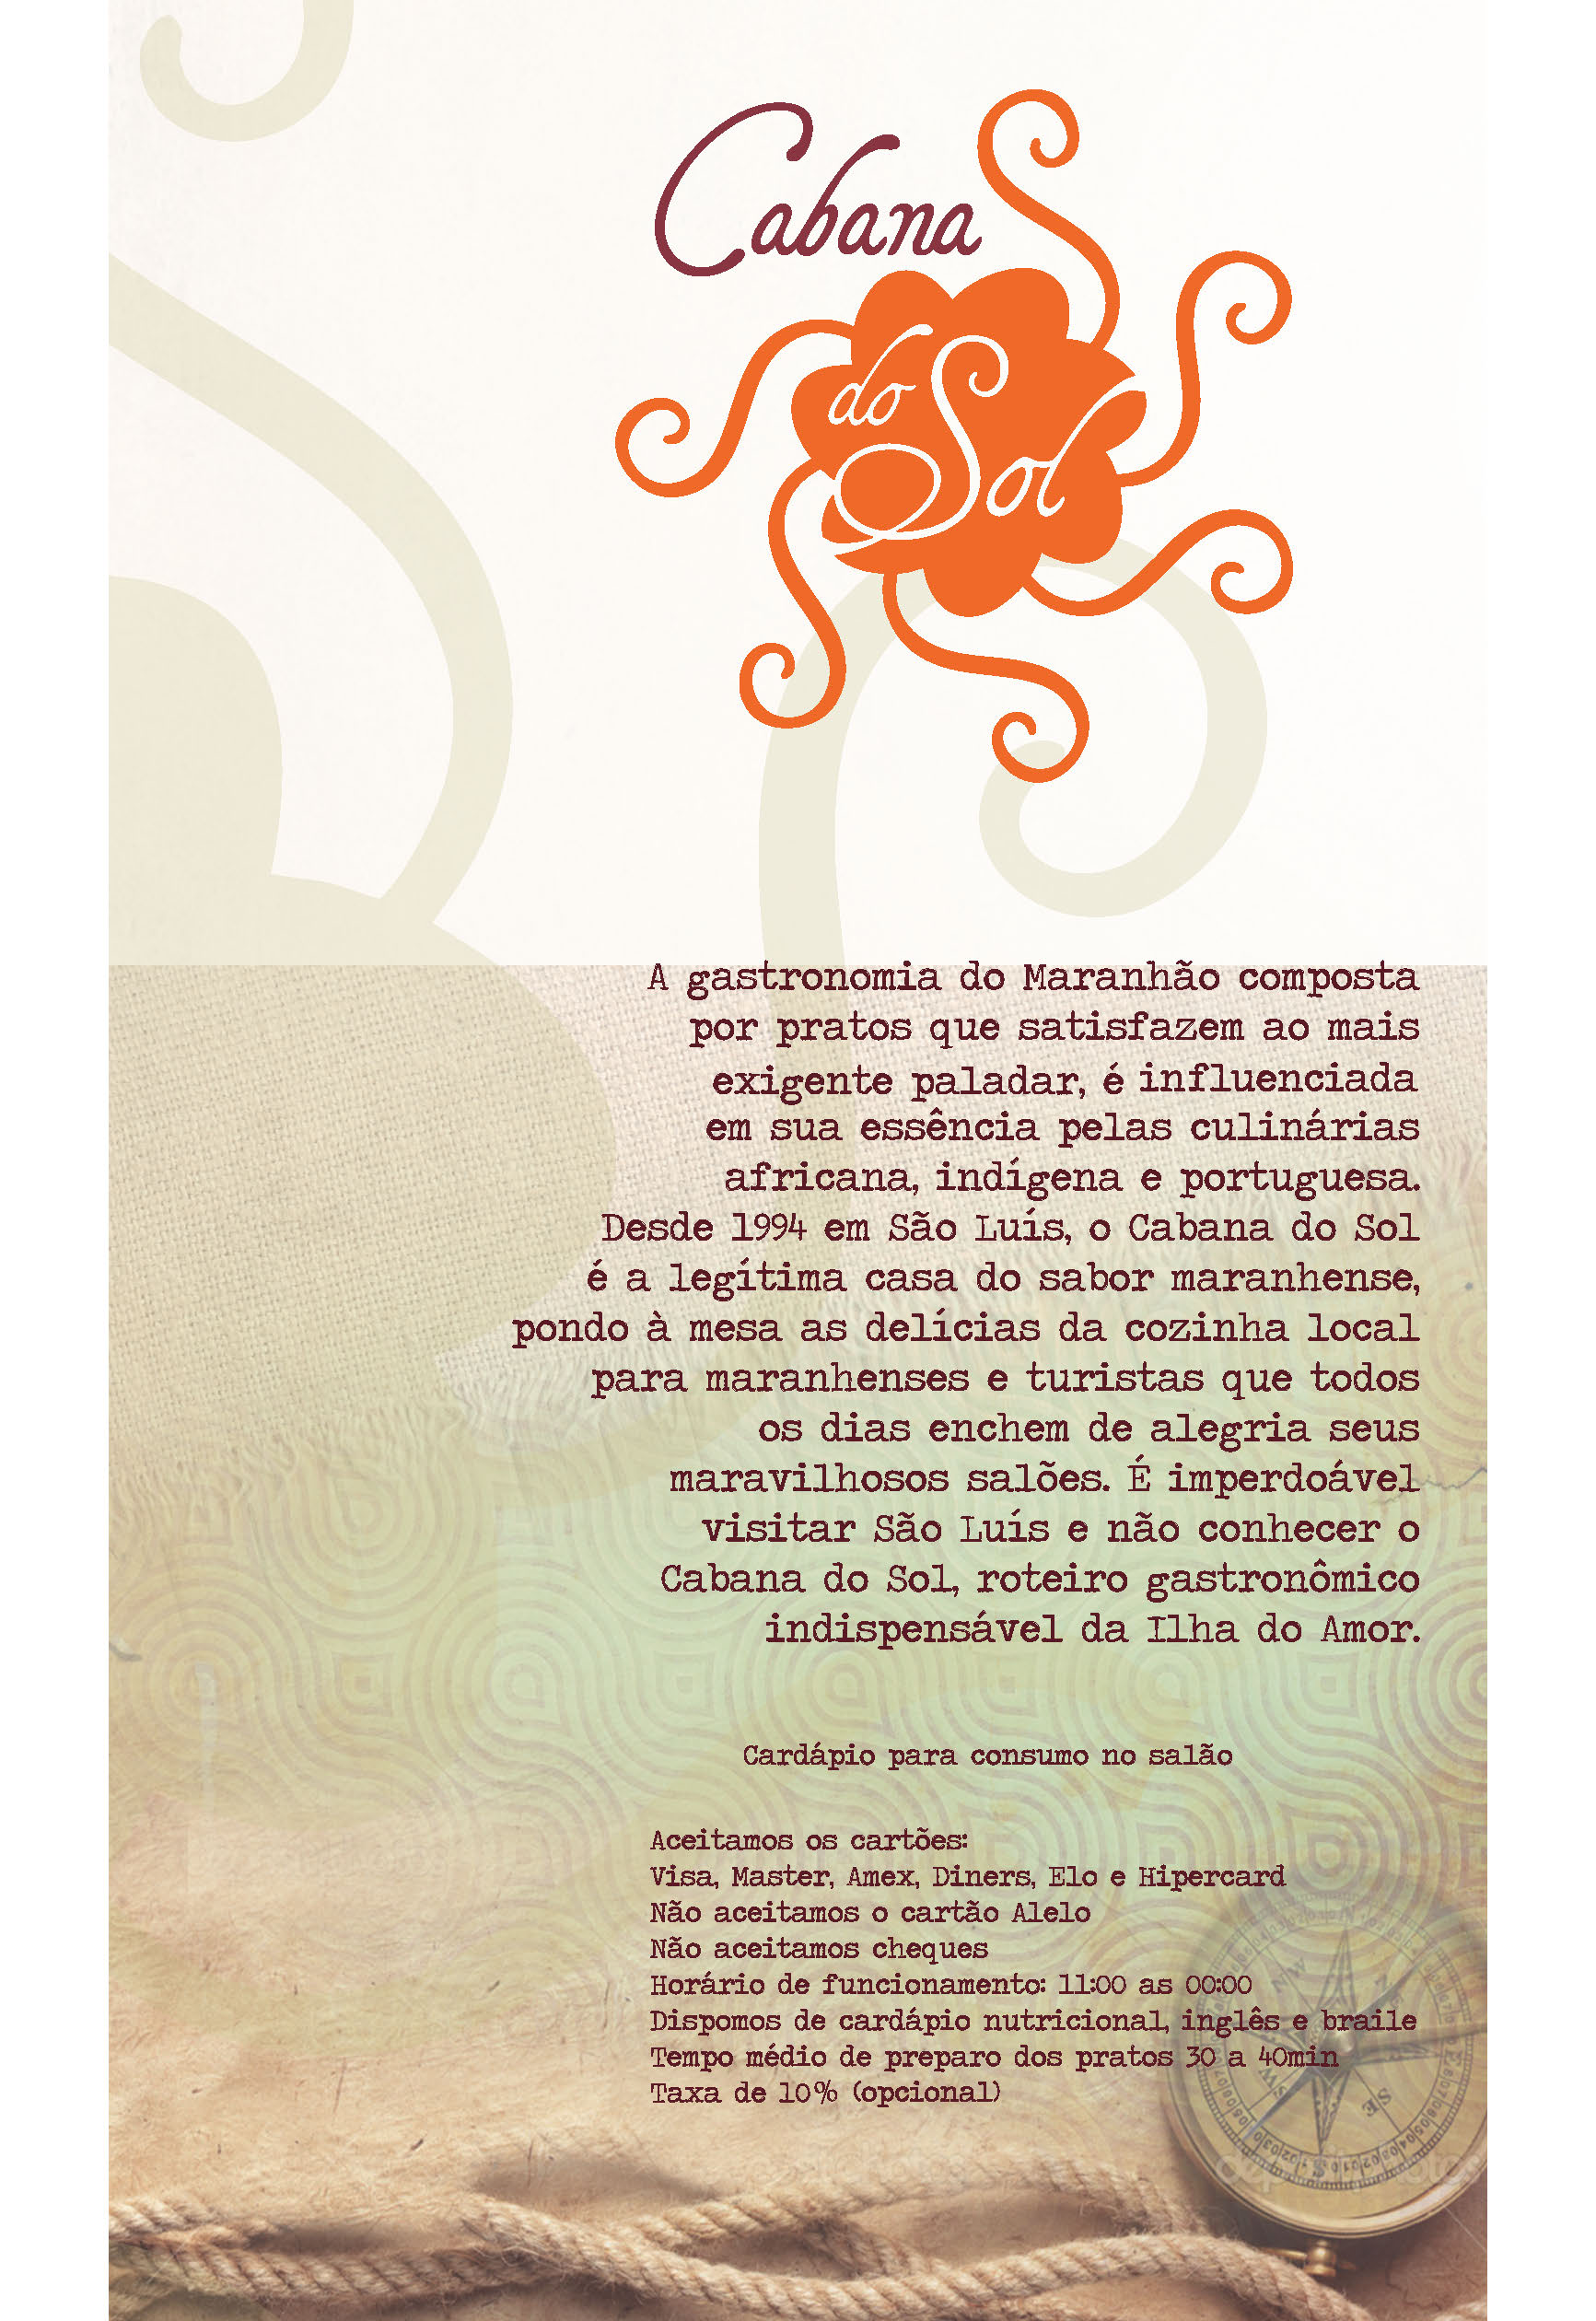 Cabana
do Sol
A gastronomia do Maranhão composta
por pratos que satisfazem ao mais
exigente paladar, é influenciada
em sua essência pelas culinárias
africana, indígena e portuguesa.
Desde 1994 em São Luís, o Cabana do Sol
é a legítima casa do sabor maranhense,
pondo à mesa as delícias da cozinha local
para maranhenses e turistas que todos
os dias enchem de alegria seus
maravilhosos salões. É imperdoável
visitar São Luís e não conhecer o
Cabana do Sol, roteiro gastronômico
indispensável da Ilha do Amor.
Cardápio para consumo no salão
Aceitamos os cartões:
Visa, Master, Amex, Diners, Elo e Hipercard
Não aceitamos o cartão Alelo
Não aceitamos cheques
Horário de funcionamento: 11:00 as 00:00
Dispomos de cardápio nutricional, inglês e braile
Tempo médio de preparo dos pratos 30 a 40min
Taxa de 10% (opcional)
NW
SW
SE
S